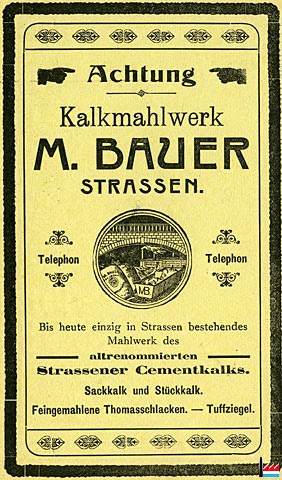 Achtung
Kalkmahlwerk
M. BAUER
STRASSEN.
Telephon Telephon
MB
Bis heute einzig in Strassen bestehendes
Mahlwerk des
altrenommierten
Strassener Cementkalks.
Sackkalk und Stückkalk.
Feingemahlene Thomasschlacken. — Tuffziegel.